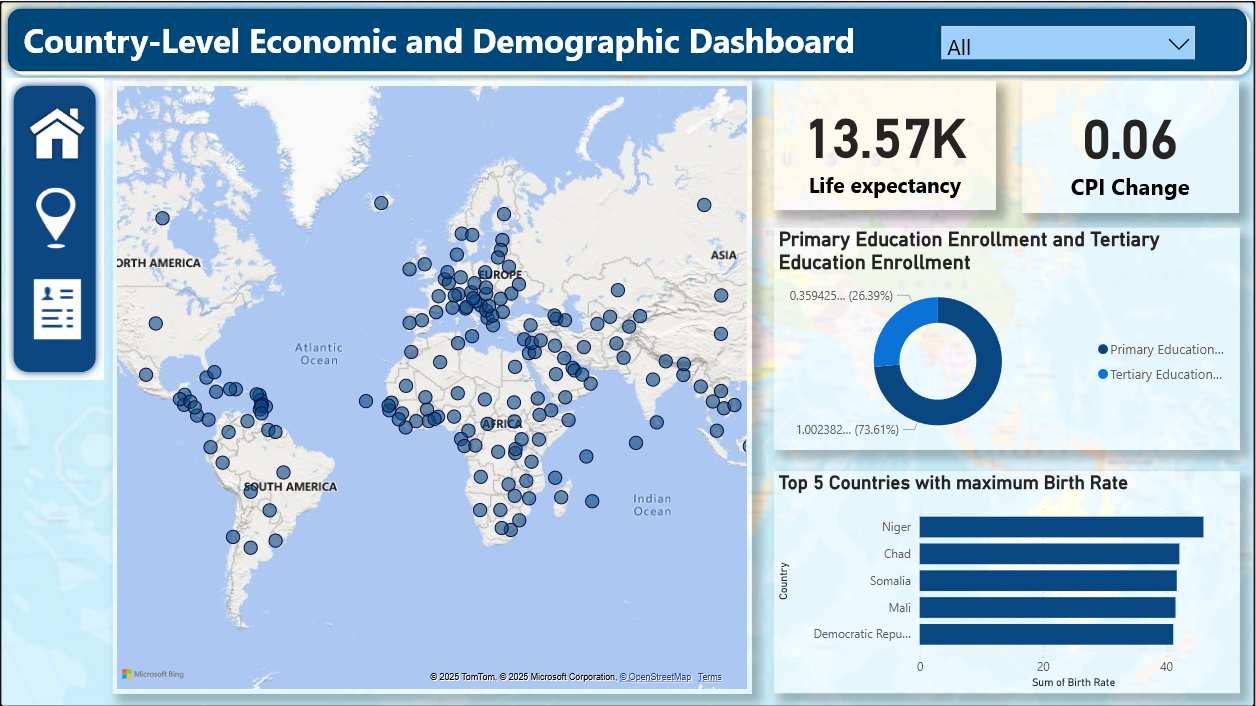 Country-Level Economic and Demographic Dashboard
All
ORTH AMERICA
Atlantic
Ocean
EUROPE
ASIA
AFRICA
SOUTH AMERICA
Indian
Ocean
Microsoft Bing
© 2025 TomTom, © 2025 Microsoft Corporation, © OpenStreetMap Terms
13.57K
Life expectancy
0.06
CPI Change
Primary Education Enrollment and Tertiary
Education Enrollment
0.359425... (26.39%)
1.002382... (73.61%)
Primary Education...
Tertiary Education...
Top 5 Countries with maximum Birth Rate
Country
Niger
Chad
Somalia
Mali
Democratic Repu...
0 20 40
Sum of Birth Rate